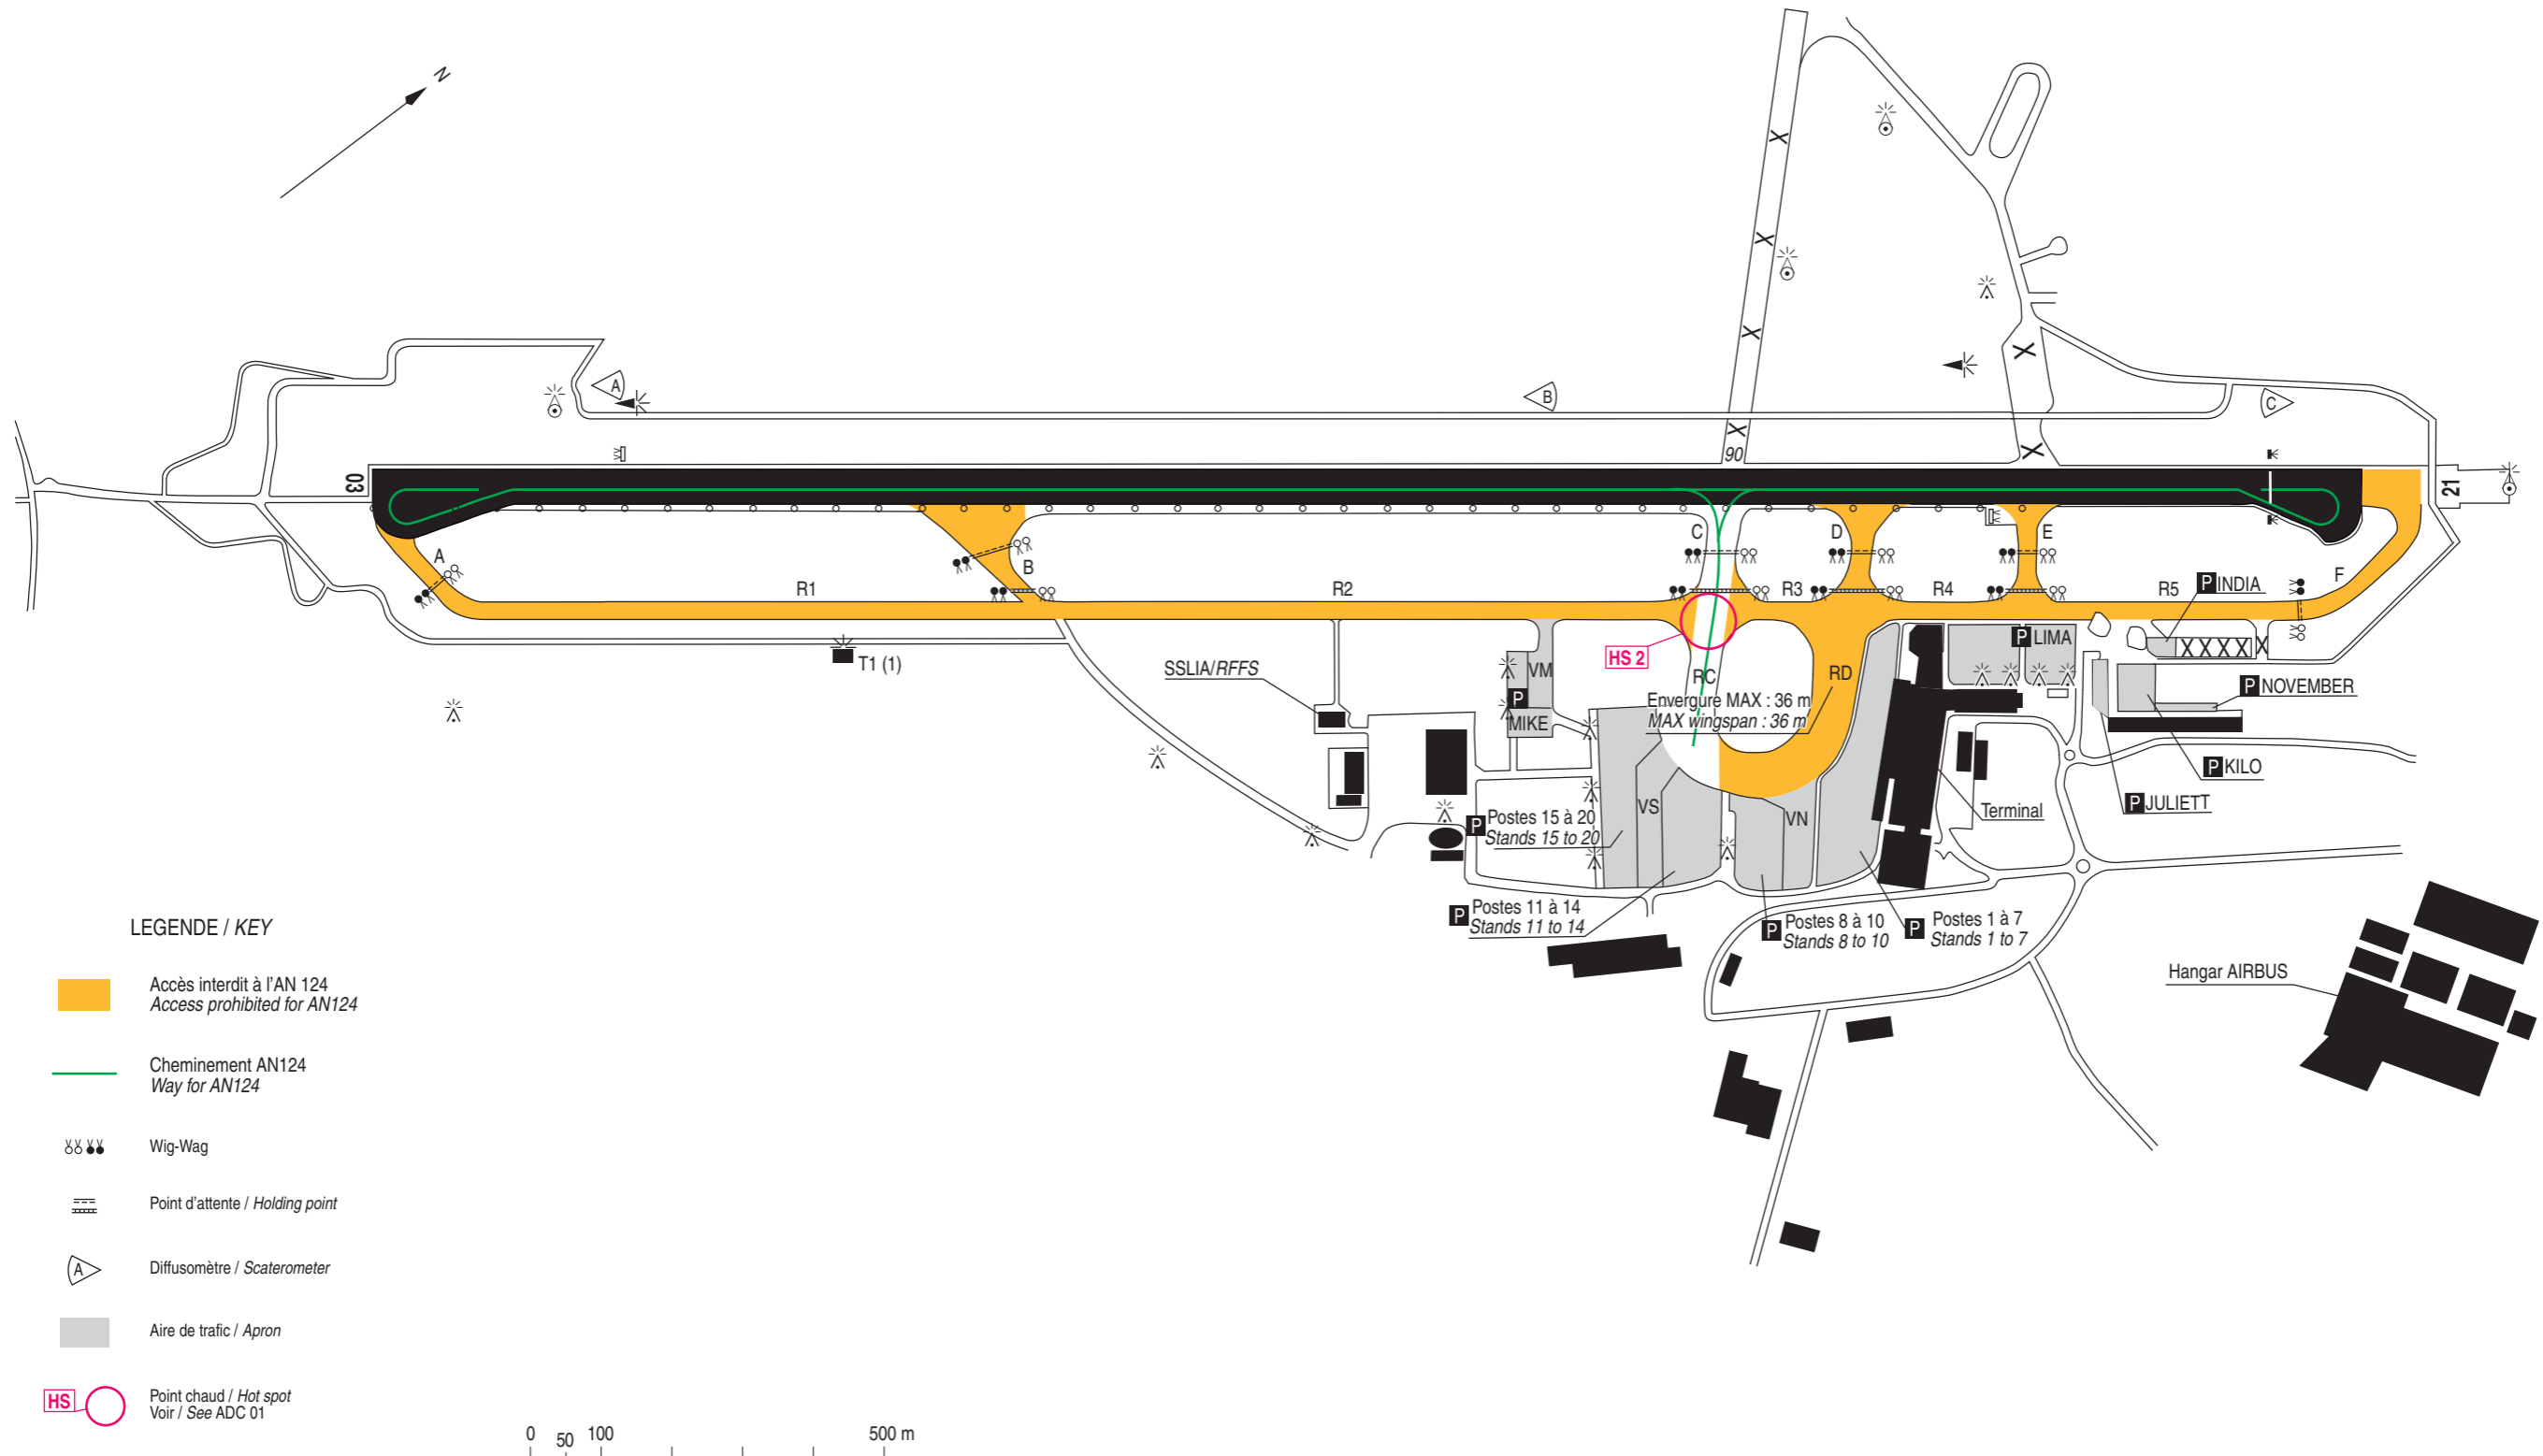 N
A
B
C
03
90
21
A
B
C
D
E
F
R1
R2
R3
R4
R5
P INDIA
T1 (1)
SSLIA/RFFS
HS 2
VM
P
MIKE
RC
RD
P LIMA
Envergure MAX : 36 m
MAX wingspan : 36 m
P NOVEMBER
P KILO
P JULIETT
Terminal
VS
VN
P Postes 15 à 20
Stands 15 to 20
P Postes 11 à 14
Stands 11 to 14
P Postes 8 à 10
Stands 8 to 10
P Postes 1 à 7
Stands 1 to 7
Hangar AIRBUS
LEGENDE / KEY
Accès interdit à l'AN 124
Access prohibited for AN124
Cheminement AN124
Way for AN124
Wig-Wag
Point d'attente / Holding point
A
Diffusomètre / Scaterometer
Aire de trafic / Apron
HS
Point chaud / Hot spot
Voir / See ADC 01
0 50 100 500 m